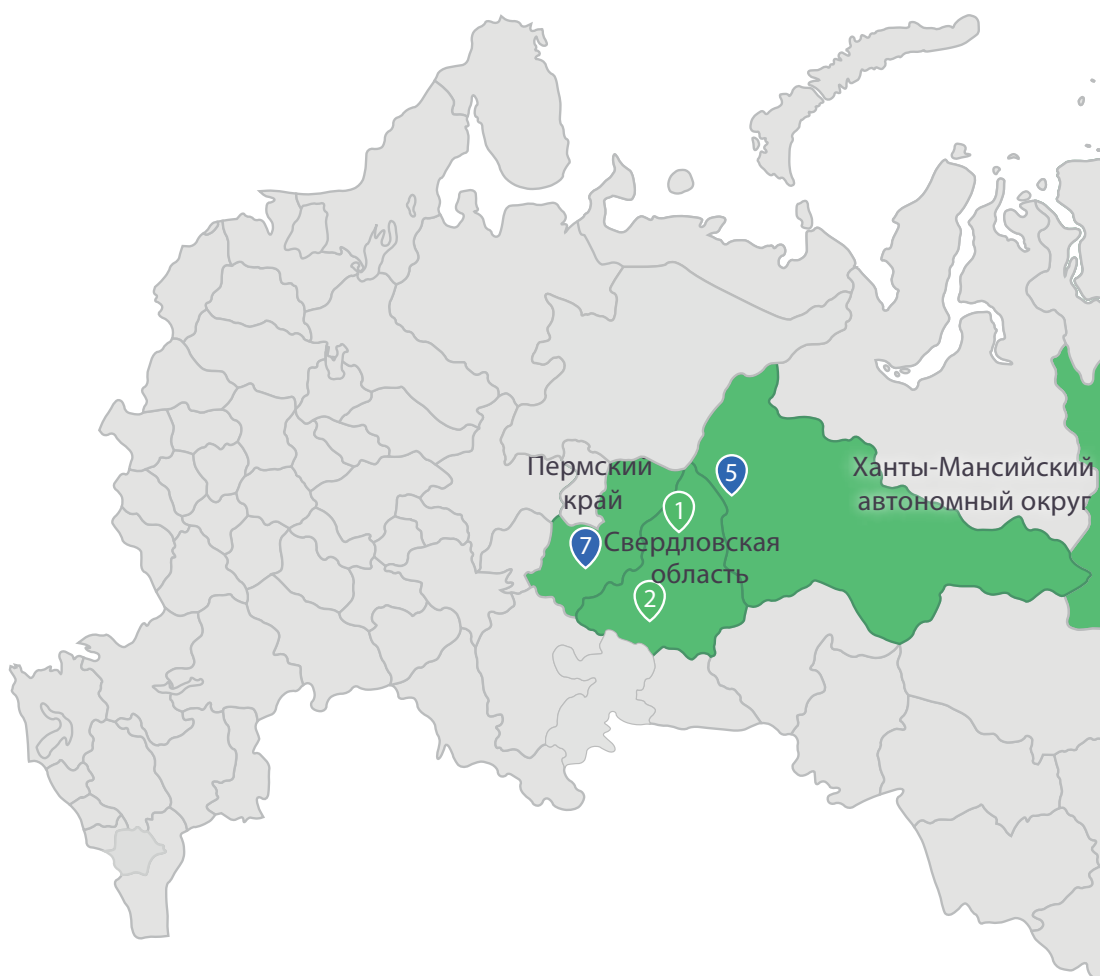 Пермский
край
5
Ханты-Мансийский
автономный округ
1
7
Свердловская
область
2